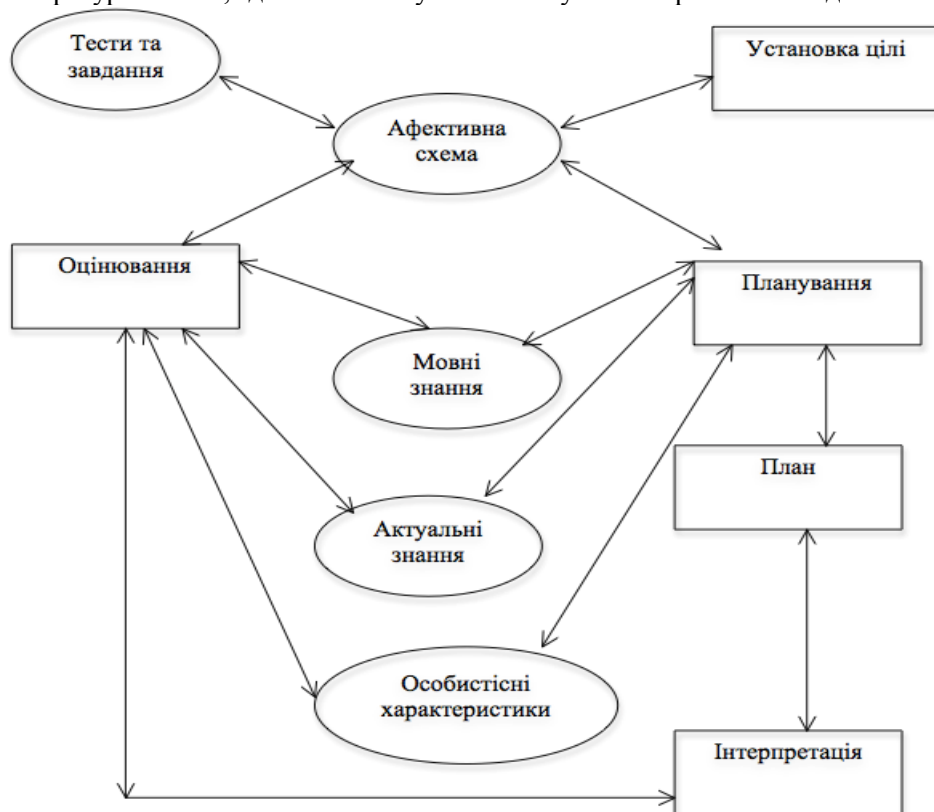 Тести та
завдання
Установка цілі
Афективна
схема
Оцінювання
Планування
Мовні
знання
План
Актуальні
знання
Особистісні
характеристики
Інтерпретація